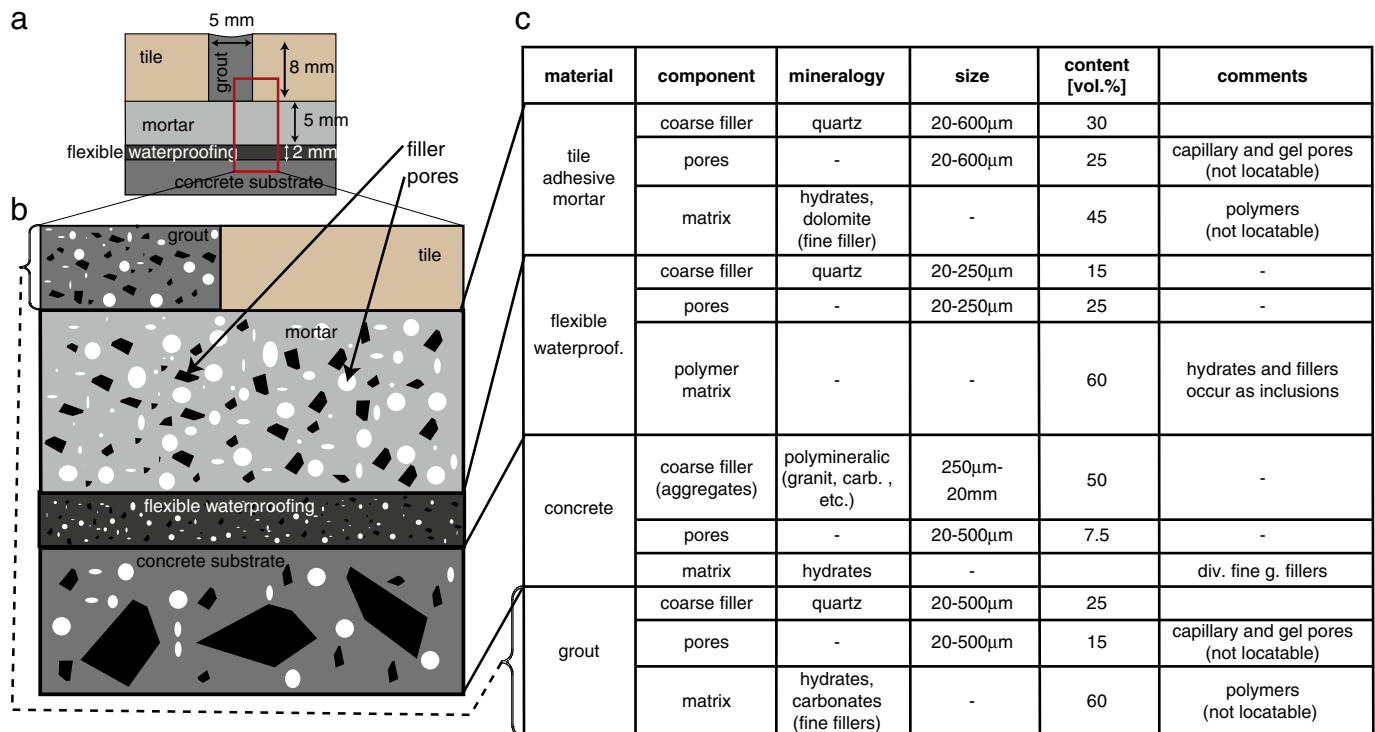 a
5 mm
tile
grout
8 mm
mortar
5 mm
flexible waterproofing
2 mm
concrete substrate
filler
pores
b
grout
tile
mortar
flexible waterproofing
concrete substrate
c
material component mineralogy size content [vol.%] comments
tile adhesive mortar
coarse filler quartz 20-600μm 30
pores - 20-600μm 25 capillary and gel pores (not locatable)
matrix hydrates, dolomite (fine filler) - 45 polymers (not locatable)
flexible waterproof.
coarse filler quartz 20-250μm 15 -
pores - 20-250μm 25 -
polymer matrix - - 60 hydrates and fillers occur as inclusions
concrete
coarse filler (aggregates) polymineralic (granit, carb. , etc.) 250μm-20mm 50 -
pores - 20-500μm 7.5 -
matrix hydrates - div. fine g. fillers
grout
coarse filler quartz 20-500μm 25
pores - 20-500μm 15 capillary and gel pores (not locatable)
matrix hydrates, carbonates (fine fillers) - 60 polymers (not locatable)